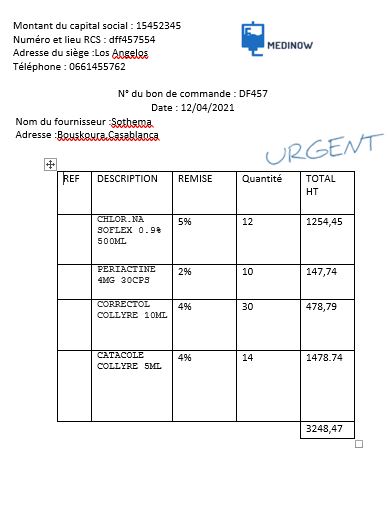 Montant du capital social : 15452345
Numéro et lieu RCS : dff457554
Adresse du siège :Los Angelos
Téléphone : 0661455762
MEDINOW
N° du bon de commande : DF457
Date : 12/04/2021
Nom du fournisseur :Sothema
Adresse :Bouskoura,Casablanca
URGENT
REF DESCRIPTION REMISE Quantité TOTAL
HT
CHLOR.NA 5% 12 1254,45
SOFLEX 0.9%
500ML
PERIACTINE 2% 10 147,74
4MG 30CPS
CORRECTOL 4% 30 478,79
COLLYRE 10ML
CATACOLE 4% 14 1478.74
COLLYRE 5ML
3248,47